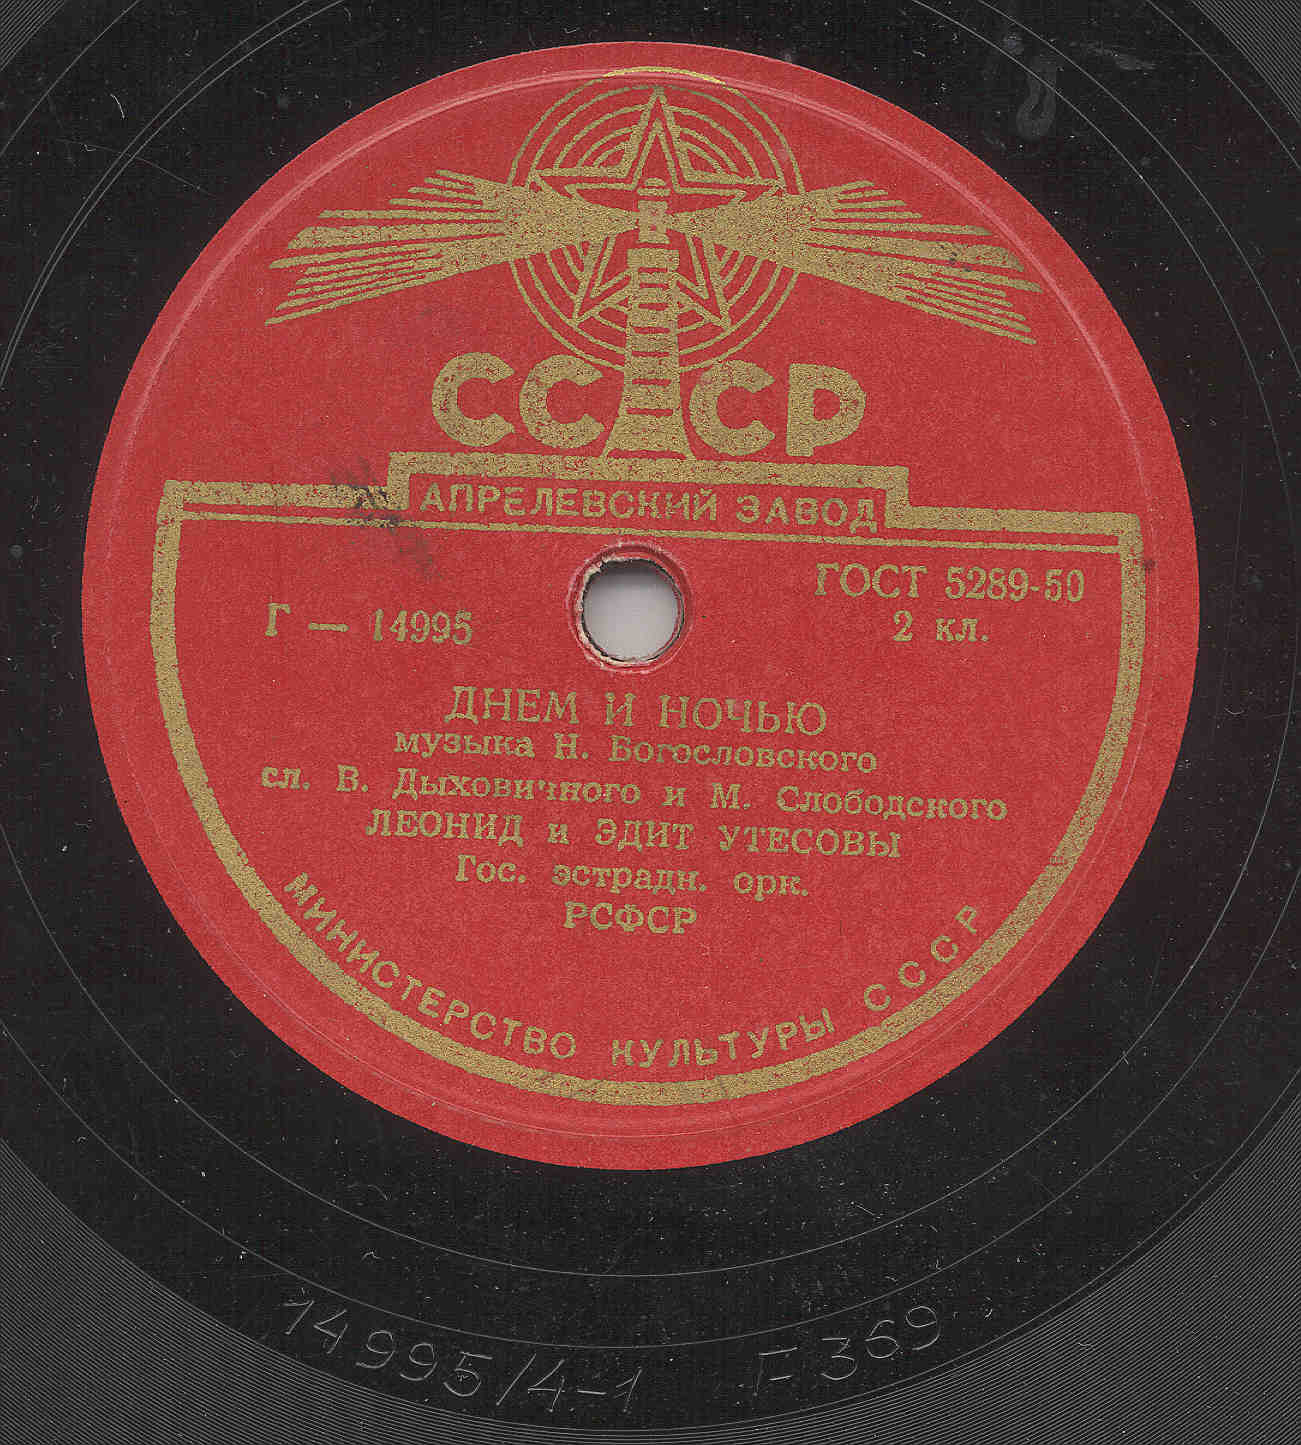 СССР
АПРЕЛЕВСКИЙ ЗАВОД
ГОСТ 5289-50
2 кл.
Г — 14995
ДНЕМ И НОЧЬЮ
музыка Н. Богословского
сл. В. Дыховичного и М. Слободского
ЛЕОНИД и ЭДИТ УТЕСОВЫ
Гос. эстрадн. орк.
РСФСР
МИНИСТЕРСТВО КУЛЬТУРЫ СССР
14995/4-1 F 369